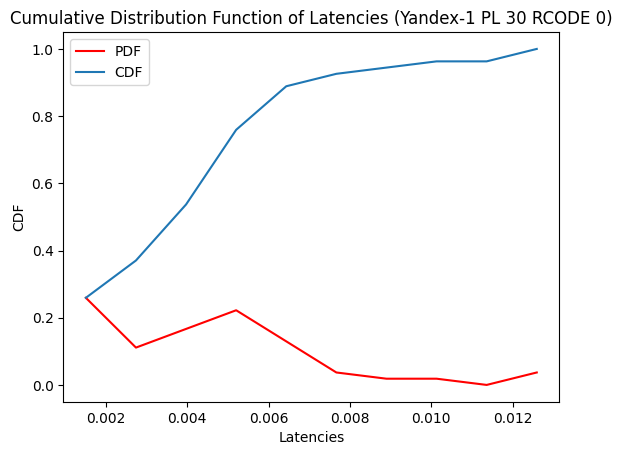 Cumulative Distribution Function of Latencies (Yandex-1 PL 30 RCODE 0)
PDF
CDF
1.0
0.8
0.6
0.4
0.2
0.0
CDF
0.002 0.004 0.006 0.008 0.010 0.012
Latencies